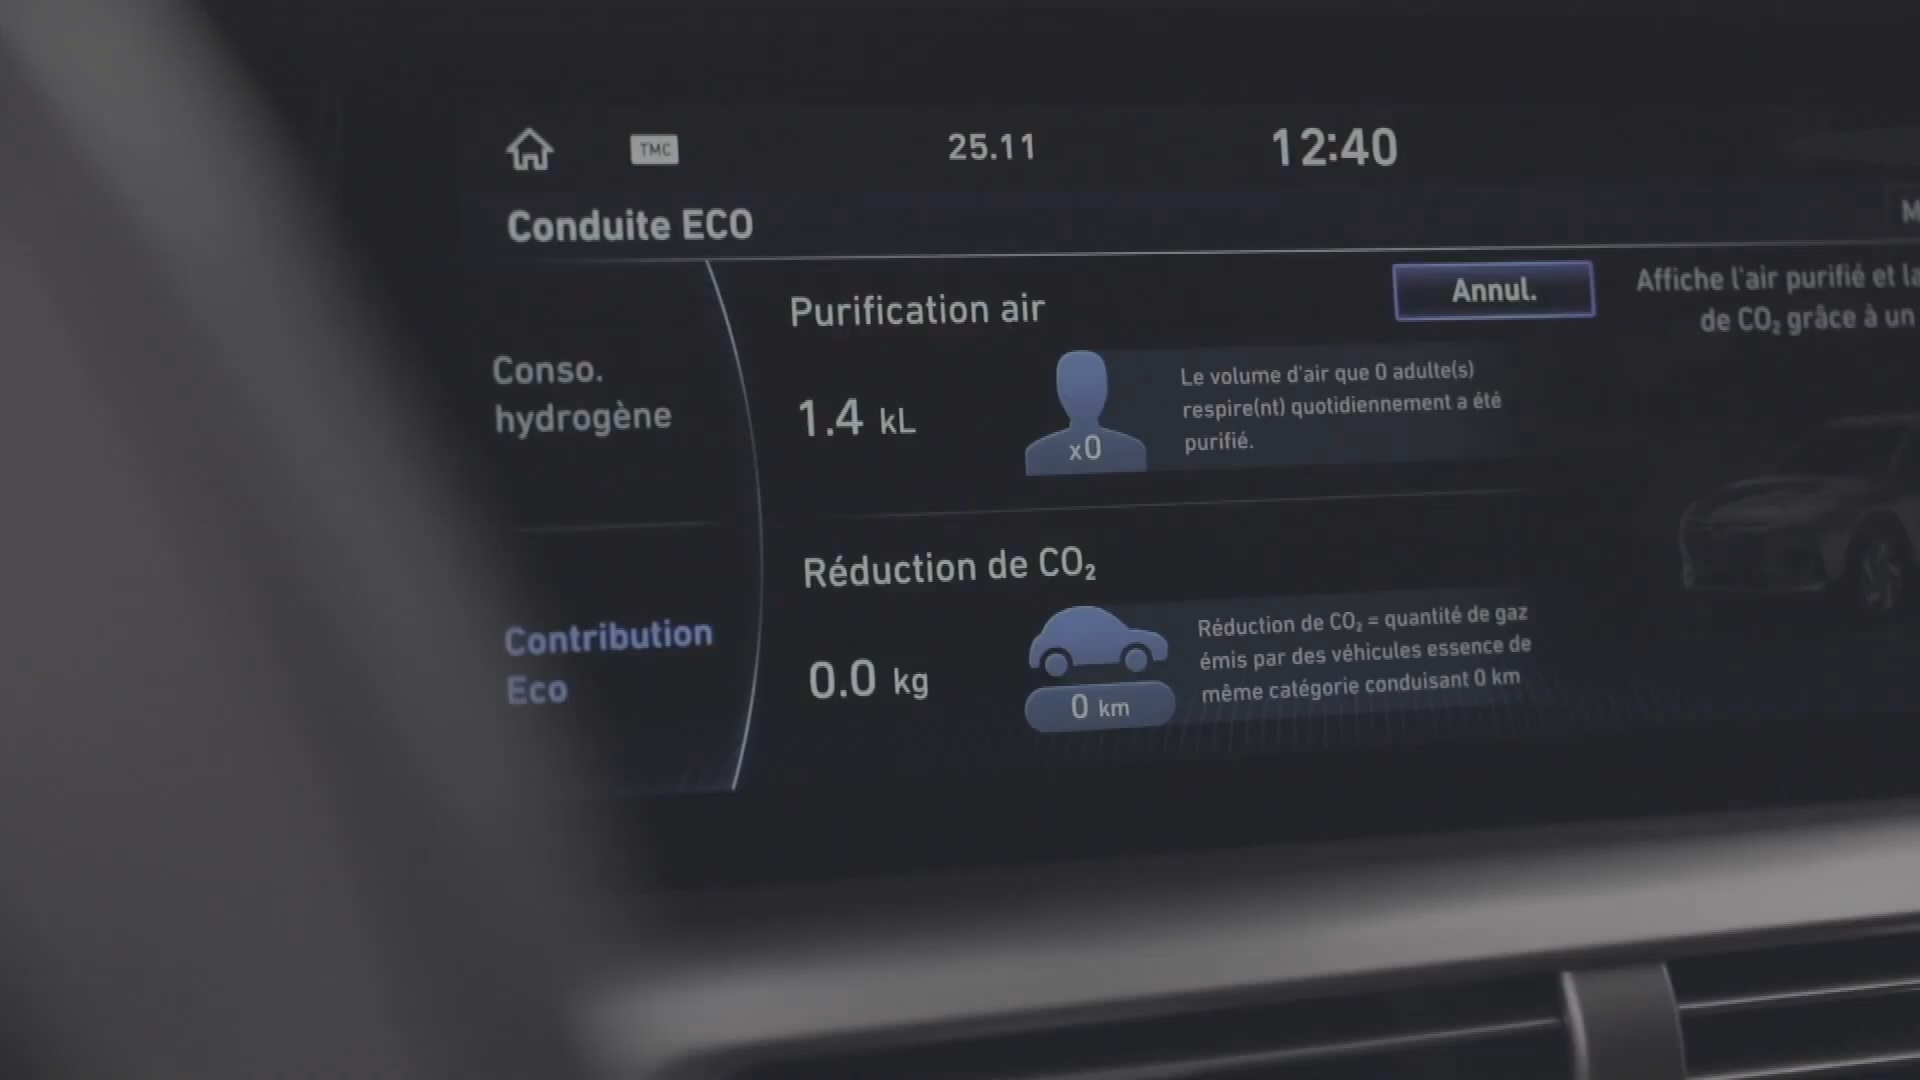 TMC
25.11
12:40
Conduite ECO
M
Conso.
hydrogène
Contribution
Eco
Purification air
Annul.
1.4 kL
x0
Le volume d'air que 0 adulte(s)
respire(nt) quotidiennement a été
purifié.
Réduction de CO₂
0.0 kg
0 km
Réduction de CO₂ = quantité de gaz
émis par des véhicules essence de
même catégorie conduisant 0 km
Affiche l'air purifié et la
de CO₂ grâce à un